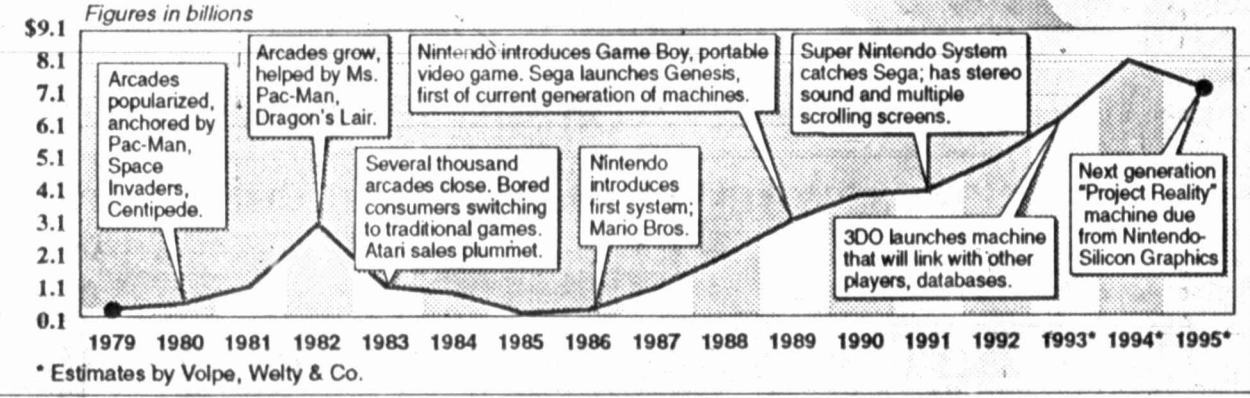 Figures in billions
$9.1
8.1
7.1
6.1
5.1
4.1
3.1
2.1
1.1
0.1
Arcades
popularized,
anchored by
Pac-Man,
Space
Invaders,
Centipede.
Arcades grow,
helped by Ms.
Pac-Man,
Dragon's Lair.
Several thousand
arcades close. Bored
consumers switching
to traditional games.
Atari sales plummet.
Nintendo introduces Game Boy, portable
video game. Sega launches Genesis,
first of current generation of machines.
Nintendo
introduces
first system;
Mario Bros.
Super Nintendo System
catches Sega; has stereo
sound and multiple
scrolling screens.
3DO launches machine
that will link with other
players, databases.
Next generation
"Project Reality"
machine due
from Nintendo-
Silicon Graphics
1979 1980 1981 1982 1983 1984 1985 1986 1987 1988 1989 1990 1991 1992 1993* 1994* 1995*
* Estimates by Volpe, Welty & Co.